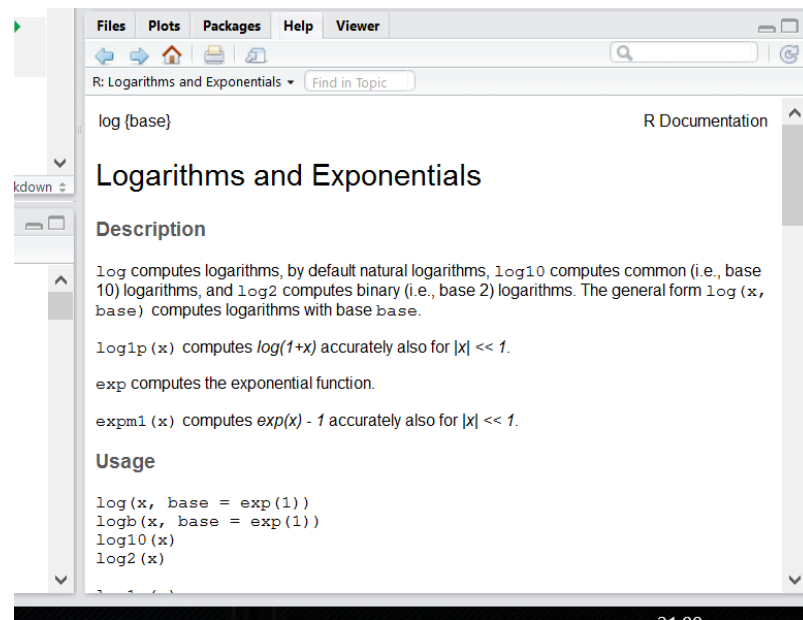 Files Plots Packages Help Viewer
R: Logarithms and Exponentials Find in Topic
log {base} R Documentation
Logarithms and Exponentials
kdown
Description
log computes logarithms, by default natural logarithms, log10 computes common (i.e., base
10) logarithms, and log2 computes binary (i.e., base 2) logarithms. The general form log(x,
base) computes logarithms with base base.
log1p(x) computes log(1+x) accurately also for |x| << 1.
exp computes the exponential function.
expm1(x) computes exp(x) - 1 accurately also for |x| << 1.
Usage
log(x, base = exp(1))
logb(x, base = exp(1))
log10(x)
log2(x)